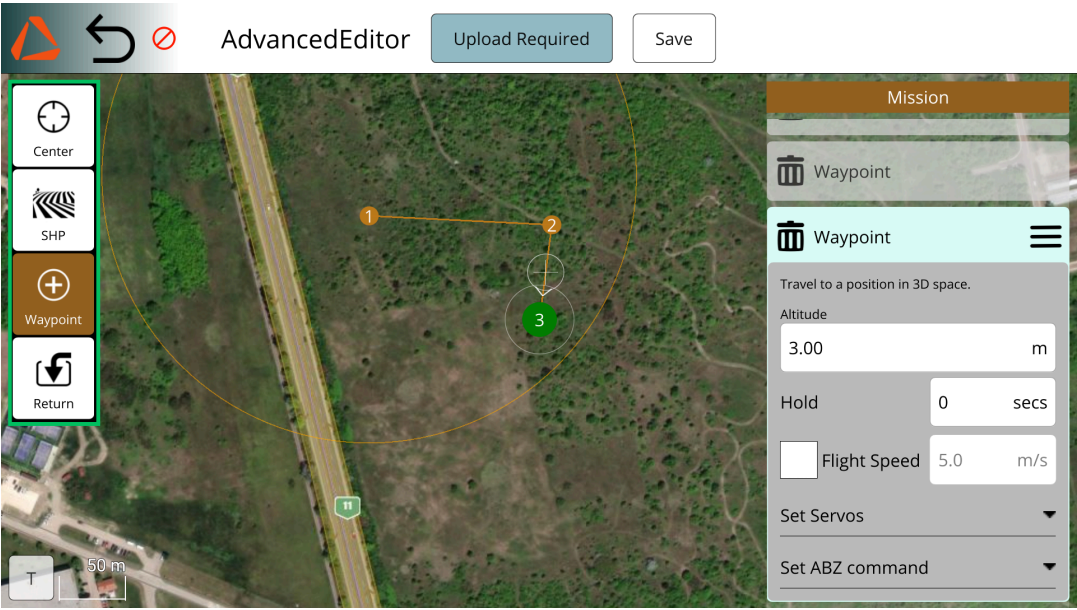 AdvancedEditor
Upload Required
Save
Center
SHP
Waypoint
Return
1
2
3
11
T
50 m
Mission
Waypoint
Waypoint
Travel to a position in 3D space.
Altitude
3.00 m
Hold 0 secs
Flight Speed 5.0 m/s
Set Servos
Set ABZ command